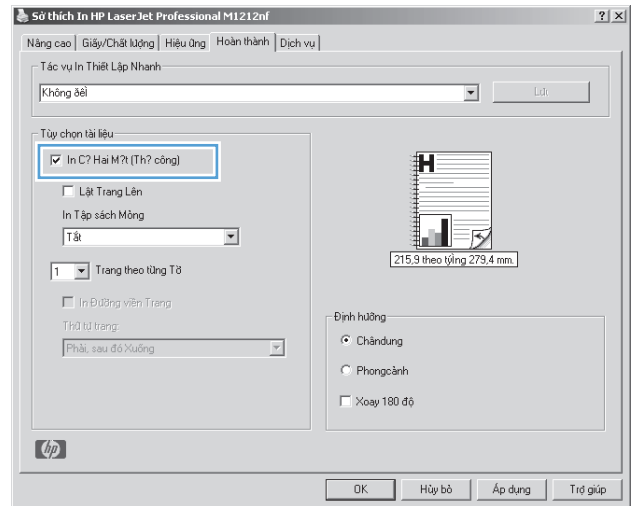 Sở thích In HP LaserJet Professional M1212nf
Nâng cao Giấy/Chất lượng Hiệu ứng Hoàn thành Dịch vụ
Tác vụ In Thiết Lập Nhanh
Không đềì
Lưu
Tùy chọn tài liệu
In C? Hai M?t (Th? công)
Lật Trang Lên
In Tập sách Mỏng
Tắt
1 Trang theo từng Tờ
In Đường viền Trang
Thứ tự trang:
Phải, sau đó Xuống
H
215,9 theo tỷlng 279,4 mm.
Định hướng
Chândung
Phongcảnh
Xoay 180 độ
hp
OK Hủy bỏ Áp dụng Trợ giúp